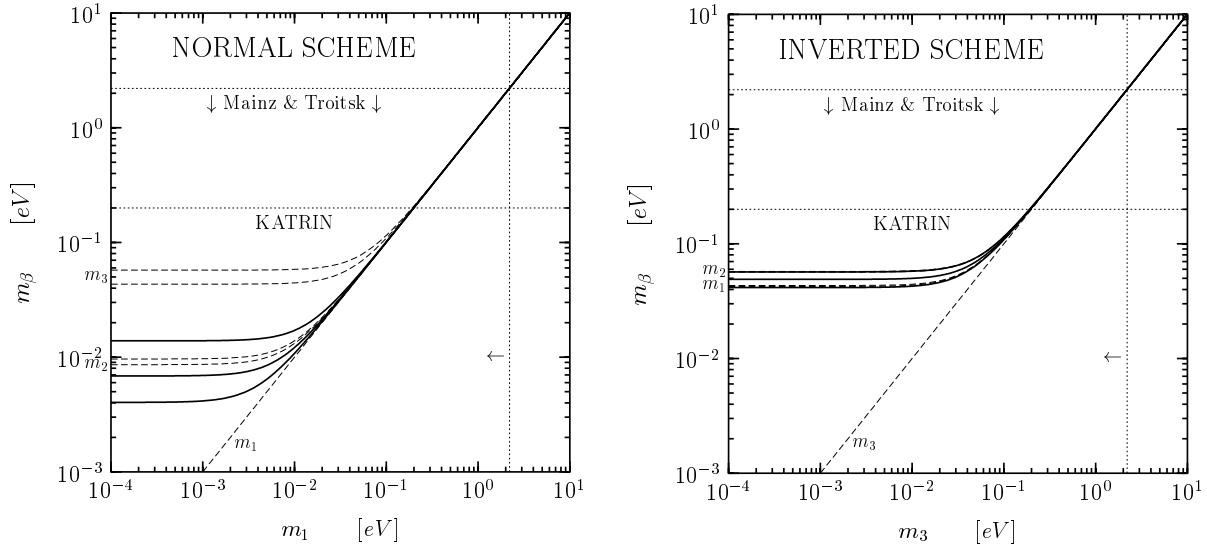 NORMAL SCHEME
↓ Mainz & Troitsk ↓
KATRIN
10^1
10^0
10^{-1}
10^{-2}
10^{-3}
m_β [eV]
m_3
m_2
m_1
←
10^{-4} 10^{-3} 10^{-2} 10^{-1} 10^0 10^1
m_1 [eV]
INVERTED SCHEME
↓ Mainz & Troitsk ↓
KATRIN
10^1
10^0
10^{-1}
10^{-2}
10^{-3}
m_β [eV]
m_2
m_1
m_3
←
10^{-4} 10^{-3} 10^{-2} 10^{-1} 10^0 10^1
m_3 [eV]